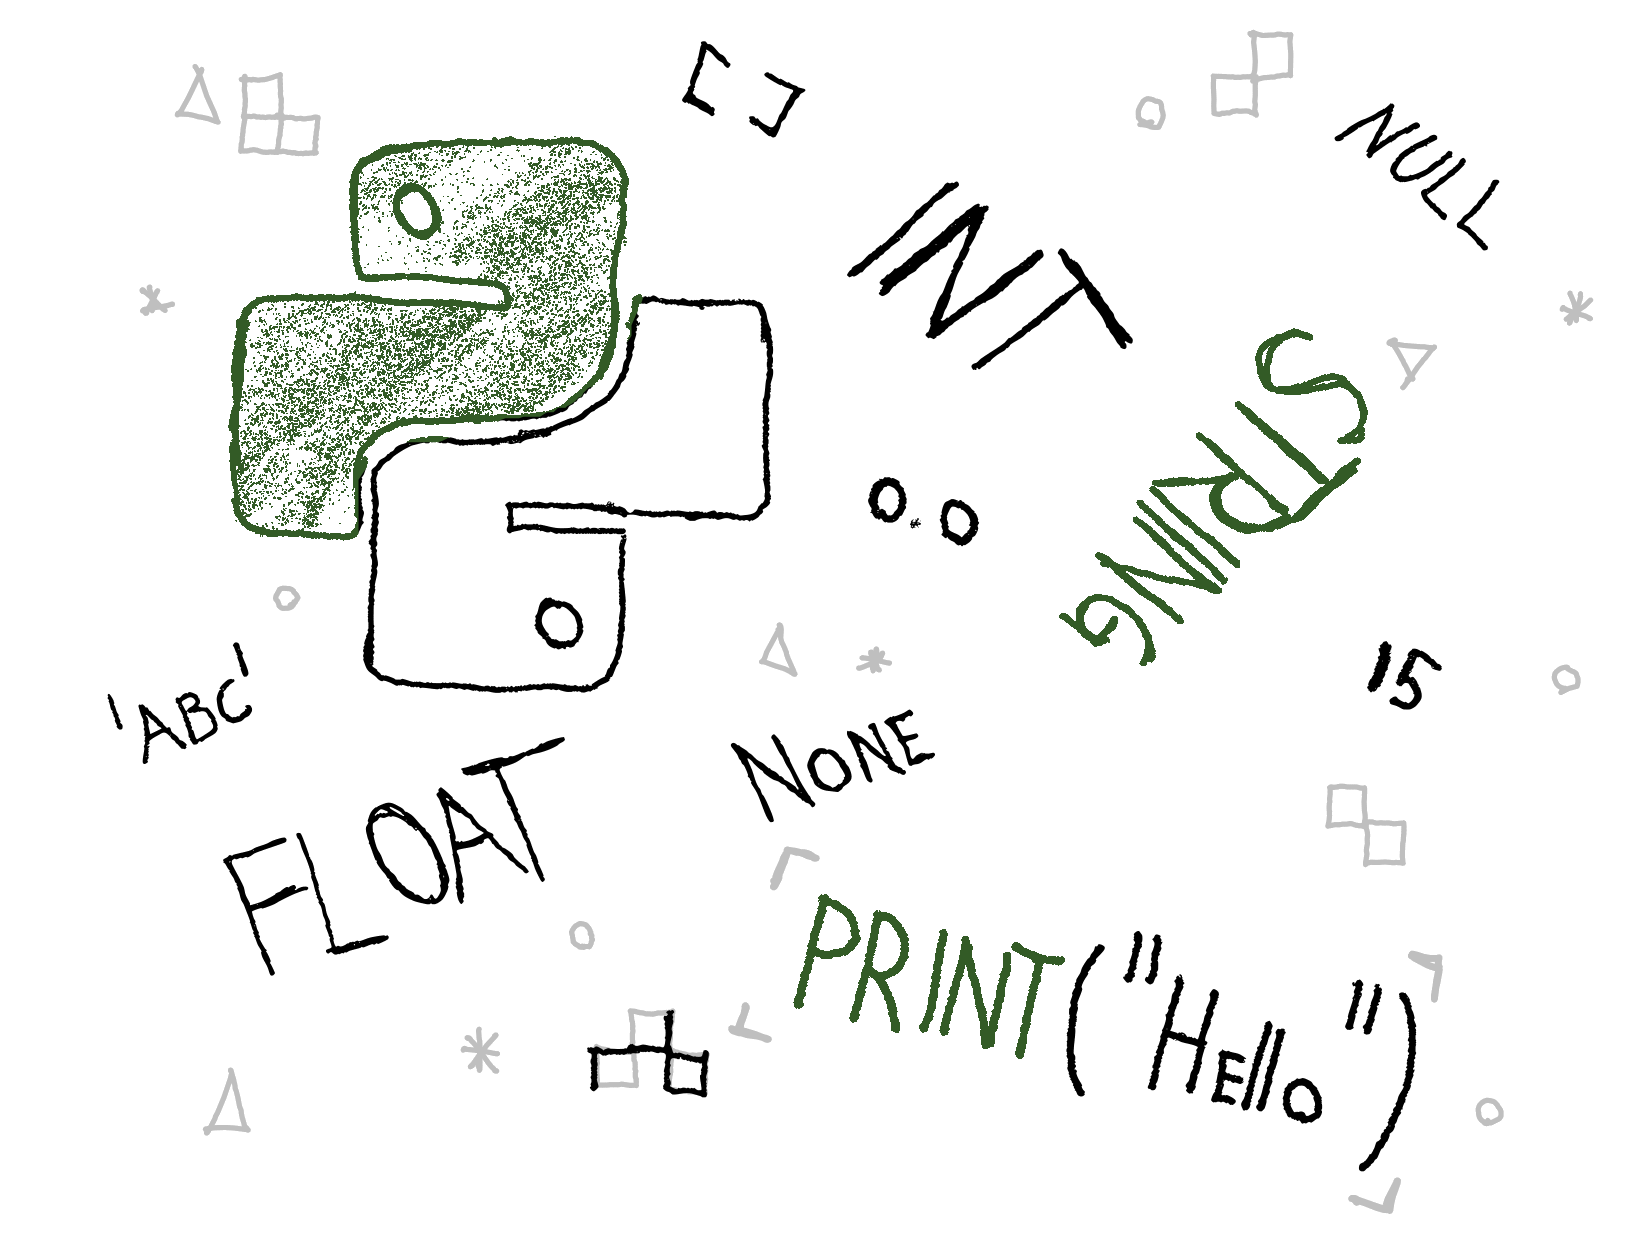 [ ]
NULL
INT
STRING
0.0
15
'ABC'
NONE
FLOAT
PRINT("HEllO")